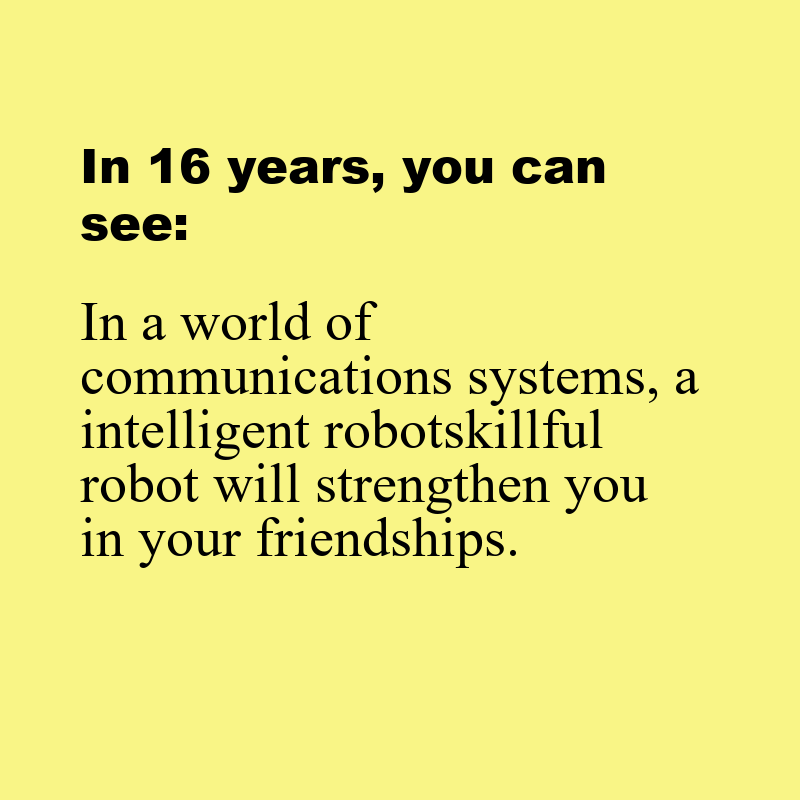 In 16 years, you can
see:
In a world of
communications systems, a
intelligent robotskillful
robot will strengthen you
in your friendships.